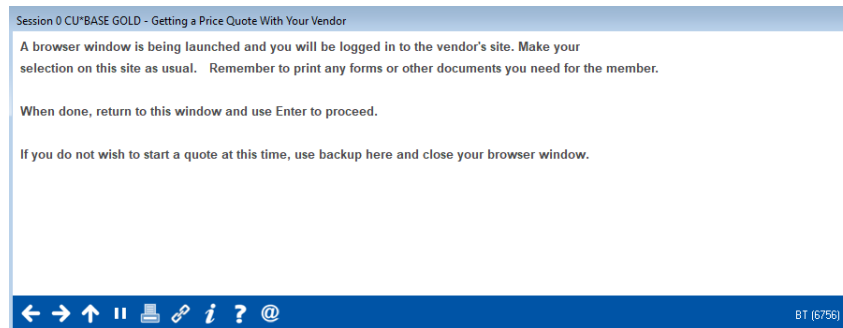 Session 0 CU*BASE GOLD - Getting a Price Quote With Your Vendor
A browser window is being launched and you will be logged in to the vendor's site. Make your
selection on this site as usual. Remember to print any forms or other documents you need for the member.
When done, return to this window and use Enter to proceed.
If you do not wish to start a quote at this time, use backup here and close your browser window.
BT (6756)